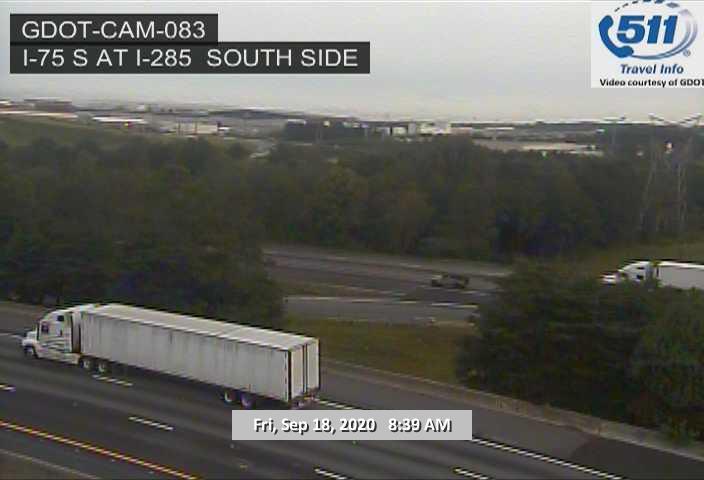 GDOT-CAM-083
I-75 S AT I-285 SOUTH SIDE
511
Travel Info
Video courtesy of GDOT
Fri, Sep 18, 2020 8:39 AM